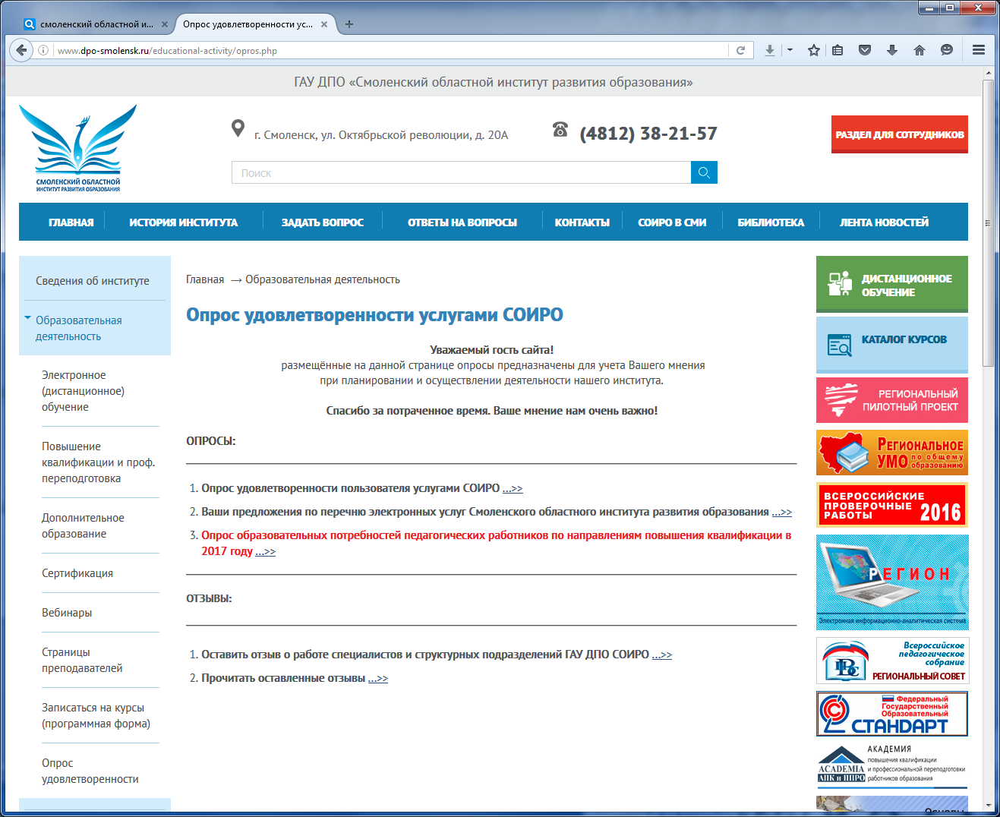 смоленский областной и...
Опрос удовлетворенности ус...
www.dpo-smolensk.ru/educational-activity/opros.php
ГАУ ДПО «Смоленский областной институт развития образования»
СМОЛЕНСКИЙ ОБЛАСТНОЙ
ИНСТИТУТ РАЗВИТИЯ ОБРАЗОВАНИЯ
г. Смоленск, ул. Октябрьской революции, д. 20А
(4812) 38-21-57
РАЗДЕЛ ДЛЯ СОТРУДНИКОВ
Поиск
ГЛАВНАЯ ИСТОРИЯ ИНСТИТУТА ЗАДАТЬ ВОПРОС ОТВЕТЫ НА ВОПРОСЫ КОНТАКТЫ СОИРО В СМИ БИБЛИОТЕКА ЛЕНТА НОВОСТЕЙ
Сведения об институте
Образовательная
деятельность
Электронное
(дистанционное)
обучение
Повышение
квалификации и проф.
переподготовка
Дополнительное
образование
Сертификация
Вебинары
Страницы
преподавателей
Записаться на курсы
(программная форма)
Опрос
удовлетворенности
Главная → Образовательная деятельность
Опрос удовлетворенности услугами СОИРО
Уважаемый гость сайта!
размещённые на данной странице опросы предназначены для учета Вашего мнения
при планировании и осуществлении деятельности нашего института.
Спасибо за потраченное время. Ваше мнение нам очень важно!
ОПРОСЫ:
1. Опрос удовлетворенности пользователя услугами СОИРО ...>>
2. Ваши предложения по перечню электронных услуг Смоленского областного института развития образования ...>>
3. Опрос образовательных потребностей педагогических работников по направлениям повышения квалификации в
2017 году ...>>
ОТЗЫВЫ:
1. Оставить отзыв о работе специалистов и структурных подразделений ГАУ ДПО СОИРО ...>>
2. Прочитать оставленные отзывы ...>>
ДИСТАНЦИОННОЕ
ОБУЧЕНИЕ
КАТАЛОГ КУРСОВ
РЕГИОНАЛЬНЫЙ
ПИЛОТНЫЙ ПРОЕКТ
РЕГИОНАЛЬНОЕ
УМО по общему
образованию
ВСЕРОССИЙСКИЕ
ПРОВЕРОЧНЫЕ
РАБОТЫ 2016
РЕГИОН
Электронная информационно-аналитическая система
Всероссийское
педагогическое
собрание
РЕГИОНАЛЬНЫЙ СОВЕТ
Федеральный
Государственный
Образовательный
СТАНДАРТ
АКАДЕМИЯ
повышения квалификации
и профессиональной переподготовки
работников образования
ACADEMIA
АПК и ППРО
Основы